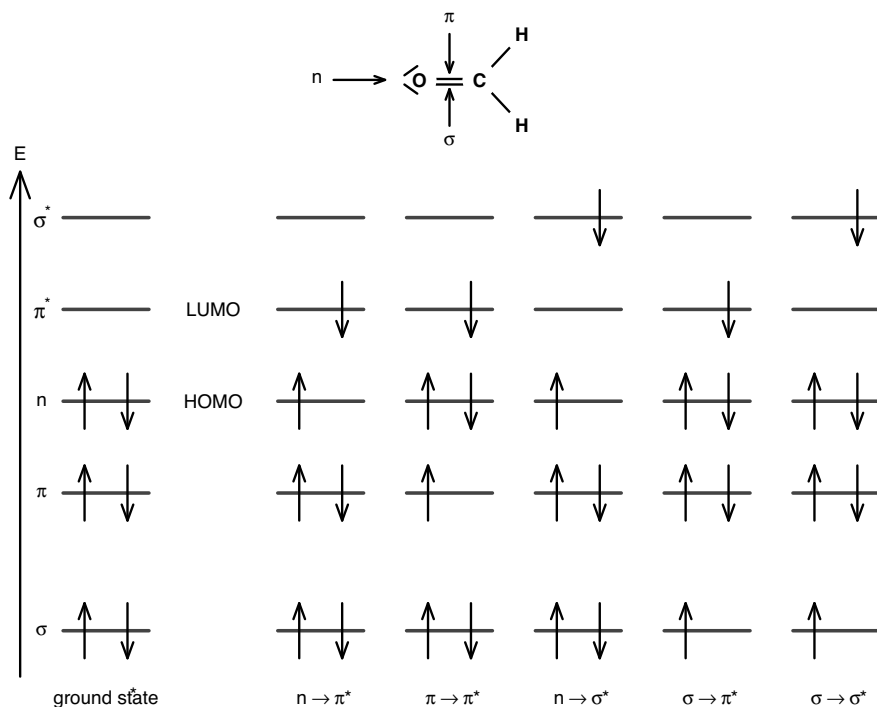 π
H
n O C
H
σ
E
σ*
π* LUMO
n HOMO
π
σ
ground state* n → π* π → π* n → σ* σ → π* σ → σ*